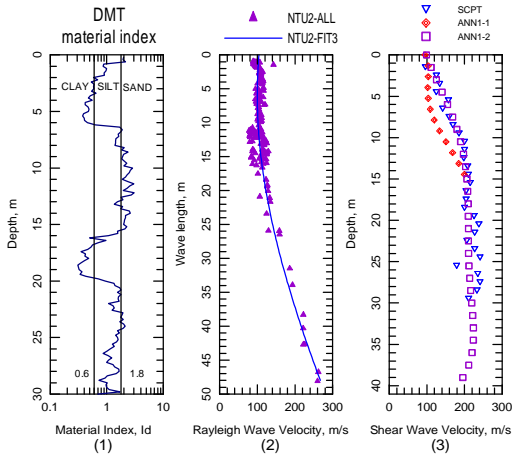 DMT
material index
NTU2-ALL
NTU2-FIT3
SCPT
ANN1-1
ANN1-2
0
5
10
15
20
25
30
Depth, m
CLAY
SILT
SAND
0.6
1.8
0.1
1
10
Material Index, Id
(1)
0
5
10
15
20
25
30
35
40
45
50
Wave length, m
0
100
200
300
Rayleigh Wave Velocity, m/s
(2)
0
5
10
15
20
25
30
35
40
Depth, m
0
100
200
300
Shear Wave Velocity, m/s
(3)